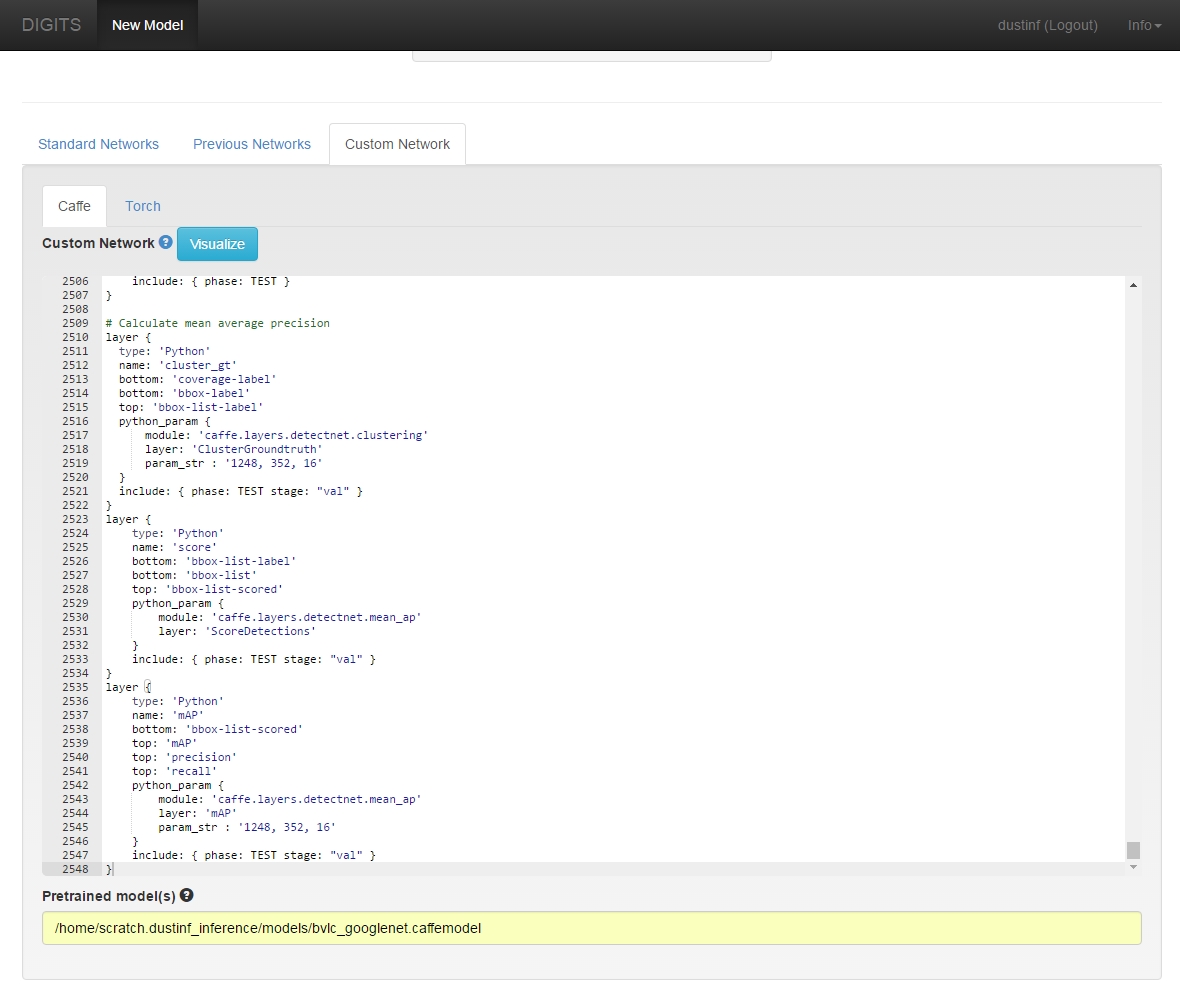 DIGITS New Model dustinf (Logout) Info
Standard Networks Previous Networks Custom Network
Caffe Torch
Custom Network ? Visualize
2506     include: { phase: TEST }
2507 }
2508
2509 # Calculate mean average precision
2510 layer {
2511   type: 'Python'
2512   name: 'cluster_gt'
2513   bottom: 'coverage-label'
2514   bottom: 'bbox-label'
2515   top: 'bbox-list-label'
2516   python_param {
2517       module: 'caffe.layers.detectnet.clustering'
2518       layer: 'ClusterGroundtruth'
2519       param_str : '1248, 352, 16'
2520   }
2521   include: { phase: TEST stage: "val" }
2522 }
2523 layer {
2524     type: 'Python'
2525     name: 'score'
2526     bottom: 'bbox-list-label'
2527     bottom: 'bbox-list'
2528     top: 'bbox-list-scored'
2529     python_param {
2530         module: 'caffe.layers.detectnet.mean_ap'
2531         layer: 'ScoreDetections'
2532     }
2533     include: { phase: TEST stage: "val" }
2534 }
2535 layer {
2536     type: 'Python'
2537     name: 'mAP'
2538     bottom: 'bbox-list-scored'
2539     top: 'mAP'
2540     top: 'precision'
2541     top: 'recall'
2542     python_param {
2543         module: 'caffe.layers.detectnet.mean_ap'
2544         layer: 'mAP'
2545         param_str : '1248, 352, 16'
2546     }
2547     include: { phase: TEST stage: "val" }
2548 }
Pretrained model(s) ?
/home/scratch.dustinf_inference/models/bvlc_googlenet.caffemodel